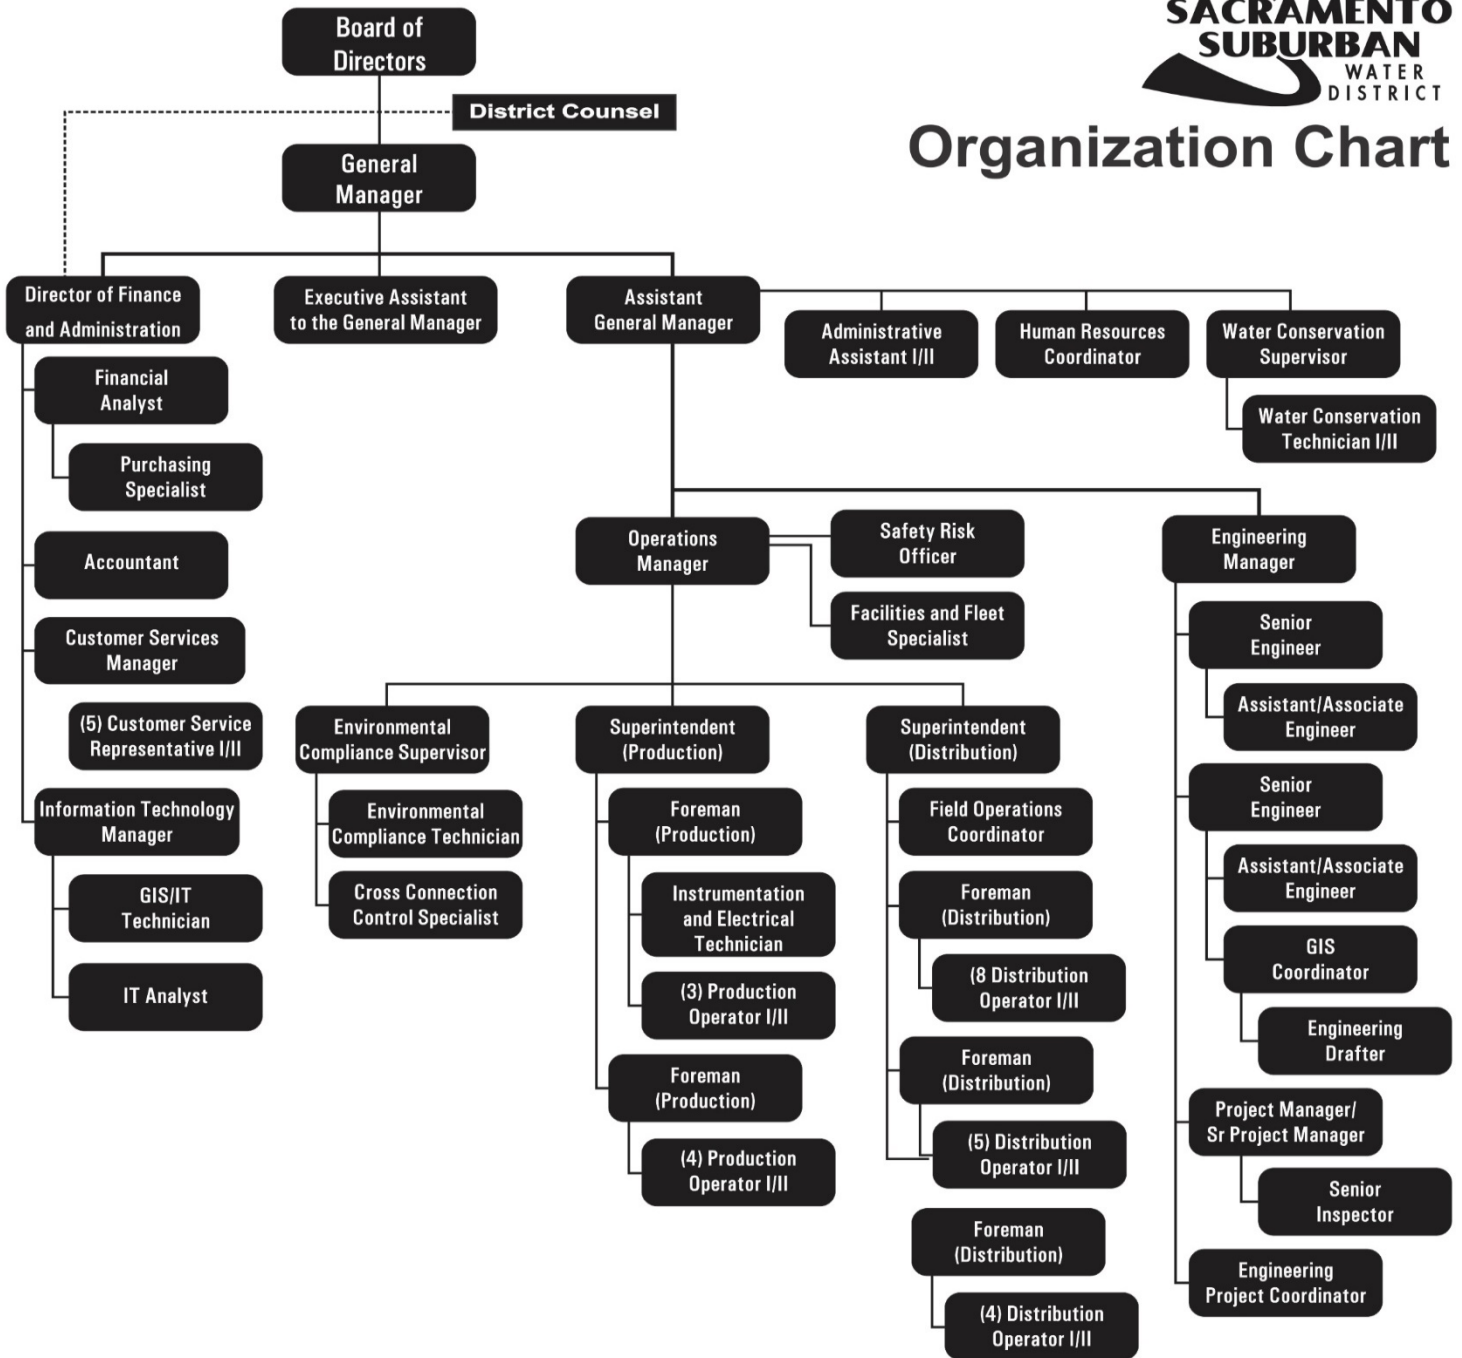 SACRAMENTO
SUBURBAN
WATER
DISTRICT
Organization Chart
Board of
Directors
District Counsel
General
Manager
Director of Finance
and Administration
Executive Assistant
to the General Manager
Assistant
General Manager
Administrative
Assistant I/II
Human Resources
Coordinator
Water Conservation
Supervisor
Water Conservation
Technician I/II
Financial
Analyst
Purchasing
Specialist
Accountant
Customer Services
Manager
(5) Customer Service
Representative I/II
Information Technology
Manager
GIS/IT
Technician
IT Analyst
Operations
Manager
Safety Risk
Officer
Facilities and Fleet
Specialist
Environmental
Compliance Supervisor
Environmental
Compliance Technician
Cross Connection
Control Specialist
Superintendent
(Production)
Foreman
(Production)
Instrumentation
and Electrical
Technician
(3) Production
Operator I/II
Foreman
(Production)
(4) Production
Operator I/II
Superintendent
(Distribution)
Field Operations
Coordinator
Foreman
(Distribution)
(8 Distribution
Operator I/II
Foreman
(Distribution)
(5) Distribution
Operator I/II
Foreman
(Distribution)
(4) Distribution
Operator I/II
Engineering
Manager
Senior
Engineer
Assistant/Associate
Engineer
Senior
Engineer
Assistant/Associate
Engineer
GIS
Coordinator
Engineering
Drafter
Project Manager/
Sr Project Manager
Senior
Inspector
Engineering
Project Coordinator